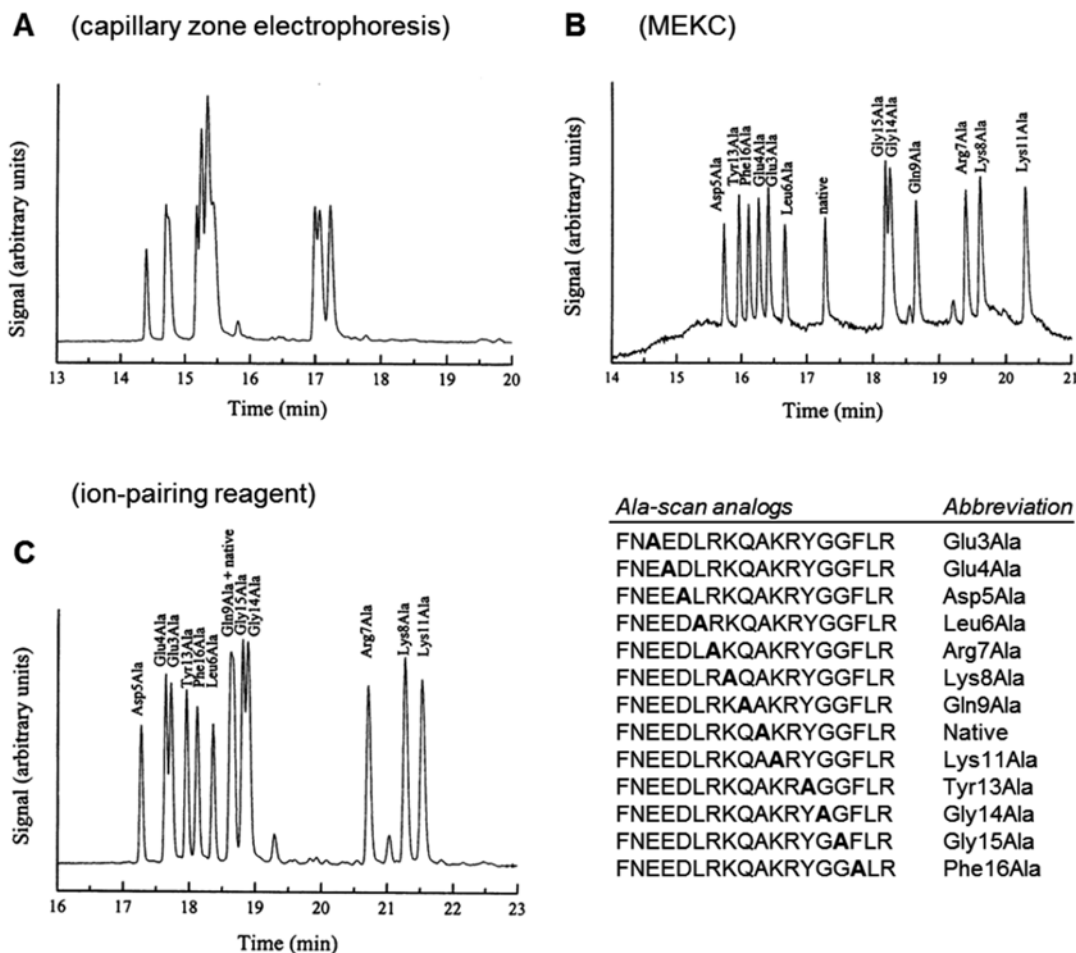 A (capillary zone electrophoresis)
Signal (arbitrary units)
13 14 15 16 17 18 19 20
Time (min)
B (MEKC)
Signal (arbitrary units)
Asp5Ala
Tyr13Ala
Phe16Ala
Glu4Ala
Glu3Ala
Leu6Ala
native
Gly15Ala
Gly14Ala
Gln9Ala
Arg7Ala
Lys8Ala
Lys11Ala
14 15 16 17 18 19 20 21
Time (min)
(ion-pairing reagent)
C
Signal (arbitrary units)
Asp5Ala
Glu4Ala
Glu3Ala
Tyr13Ala
Phe16Ala
Leu6Ala
Gln9Ala + native
Gly15Ala
Gly14Ala
Arg7Ala
Lys8Ala
Lys11Ala
16 17 18 19 20 21 22 23
Time (min)
Ala-scan analogs Abbreviation
FNAEDLRKQAKRYGGFLR Glu3Ala
FNEADLRKQAKRYGGFLR Glu4Ala
FNEEALRKQAKRYGGFLR Asp5Ala
FNEEDARKQAKRYGGFLR Leu6Ala
FNEEDLAKQAKRYGGFLR Arg7Ala
FNEEDLRAQAKRYGGFLR Lys8Ala
FNEEDLRKAAKRYGGFLR Gln9Ala
FNEEDLRKQAKRYGGFLR Native
FNEEDLRKQAARYGGFLR Lys11Ala
FNEEDLRKQAKRAGGFLR Tyr13Ala
FNEEDLRKQAKRYAGFLR Gly14Ala
FNEEDLRKQAKRYGAFLR Gly15Ala
FNEEDLRKQAKRYGGALR Phe16Ala